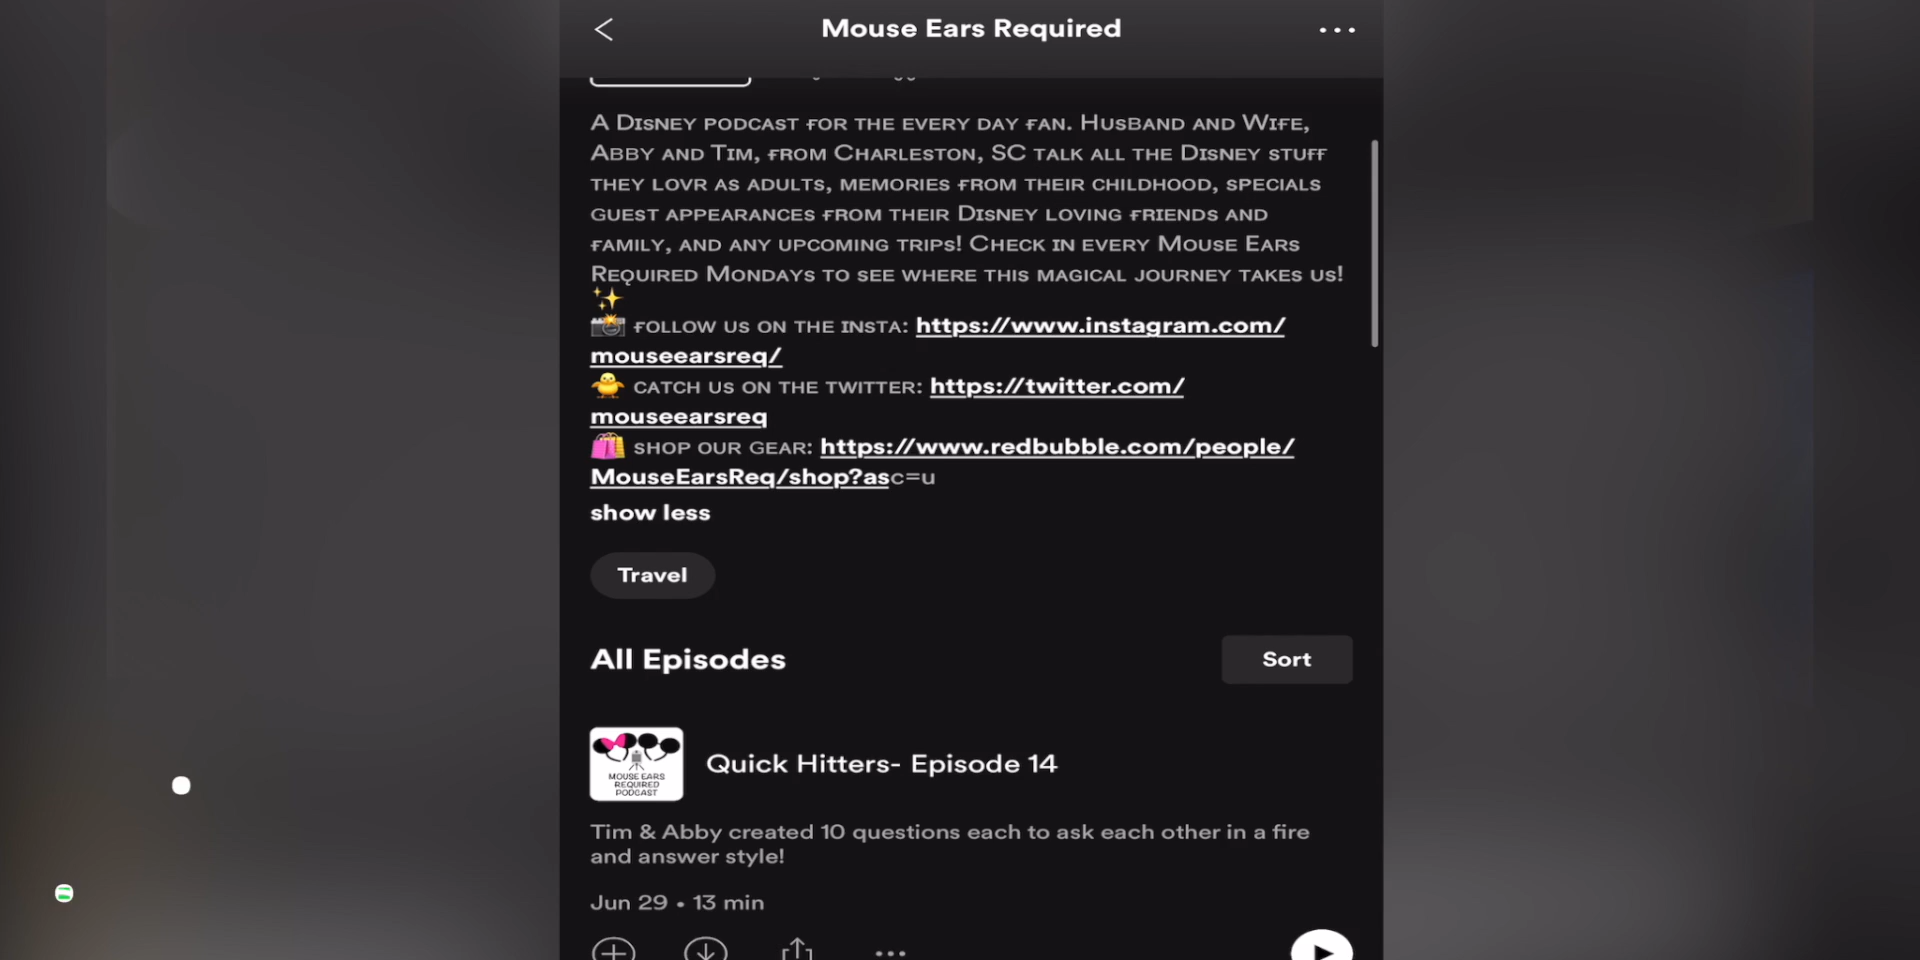 Mouse Ears Required
A Disney podcast for the every day fan. Husband and Wife,
Abby and Tim, from Charleston, SC talk all the Disney stuff
they lovr as adults, memories from their childhood, specials
guest appearances from their Disney loving friends and
family, and any upcoming trips! Check in every Mouse Ears
Required Mondays to see where this magical journey takes us!
✨
📸 follow us on the insta: https://www.instagram.com/
mouseearsreq/
🐥 catch us on the twitter: https://twitter.com/
mouseearsreq
🛍 shop our gear: https://www.redbubble.com/people/
MouseEarsReq/shop?asc=u
show less
Travel
All Episodes
Sort
MOUSE EARS
REQUIRED
PODCAST
Quick Hitters- Episode 14
Tim & Abby created 10 questions each to ask each other in a fire
and answer style!
Jun 29 • 13 min